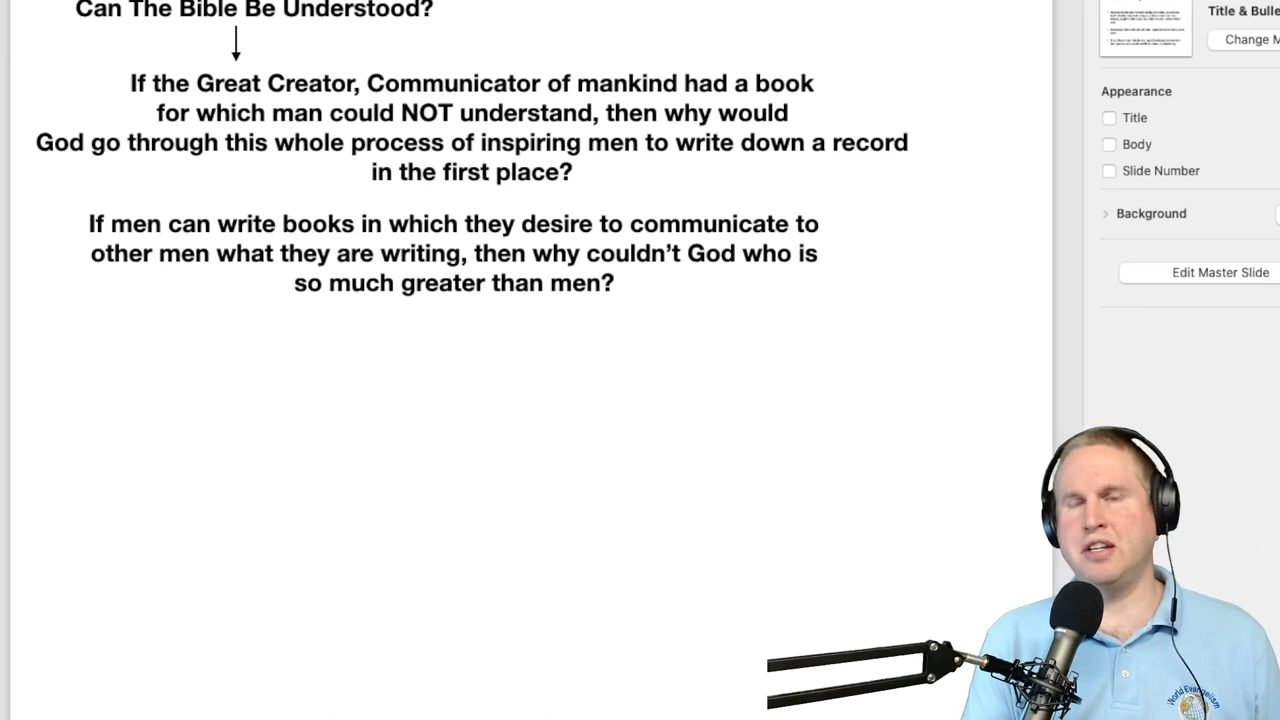 Can The Bible Be Understood?
If the Great Creator, Communicator of mankind had a book
for which man could NOT understand, then why would
God go through this whole process of inspiring men to write down a record
in the first place?
If men can write books in which they desire to communicate to
other men what they are writing, then why couldn’t God who is
so much greater than men?
Title & Bulle
Change M
Appearance
Title
Body
Slide Number
Background
Edit Master Slide
World Evangelism